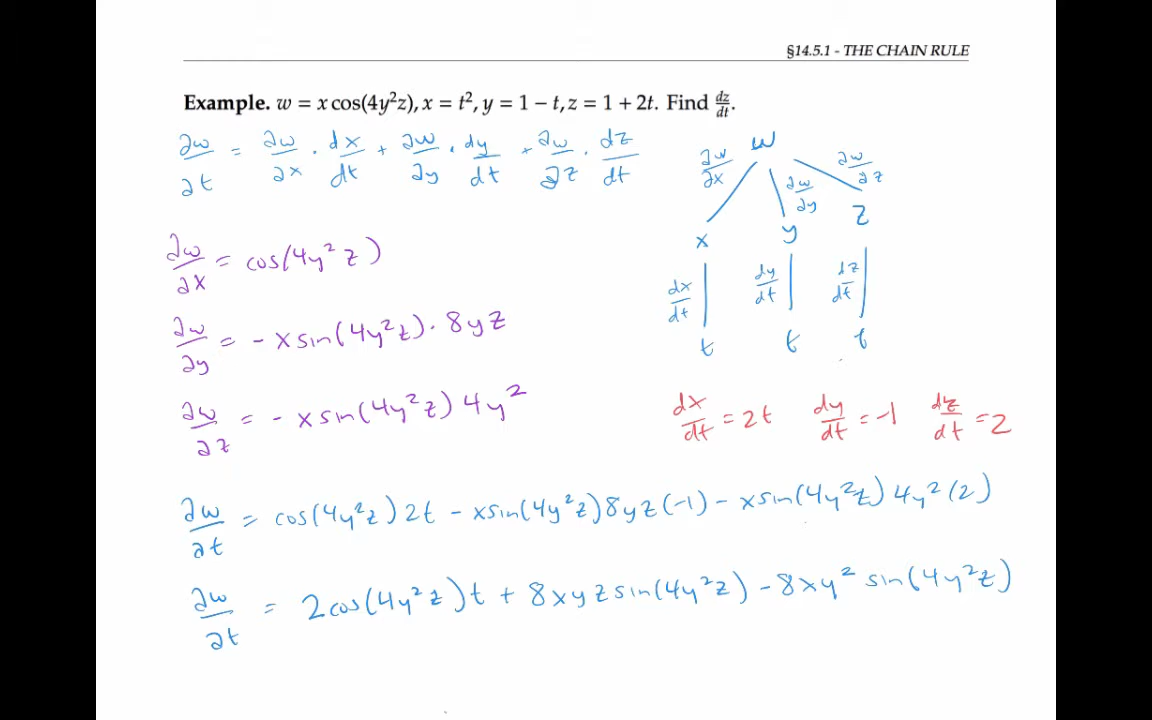 §14.5.1 - THE CHAIN RULE
Example. w = x cos(4y²z), x = t², y = 1 − t, z = 1 + 2t. Find dz/dt.
∂w/∂t = ∂w/∂x · dx/dt + ∂w/∂y · dy/dt + ∂w/∂z · dz/dt
w
∂w/∂x ∂w/∂y ∂w/∂z
x y z
dx/dt dy/dt dz/dt
t t t
∂w/∂x = cos(4y²z)
∂w/∂y = −x sin(4y²z) · 8yz
∂w/∂z = −x sin(4y²z) 4y²
dx/dt = 2t dy/dt = −1 dz/dt = 2
∂w/∂t = cos(4y²z) 2t − x sin(4y²z) 8yz (−1) − x sin(4y²z) 4y² (2)
∂w/∂t = 2cos(4y²z) t + 8xyz sin(4y²z) − 8xy² sin(4y²z)